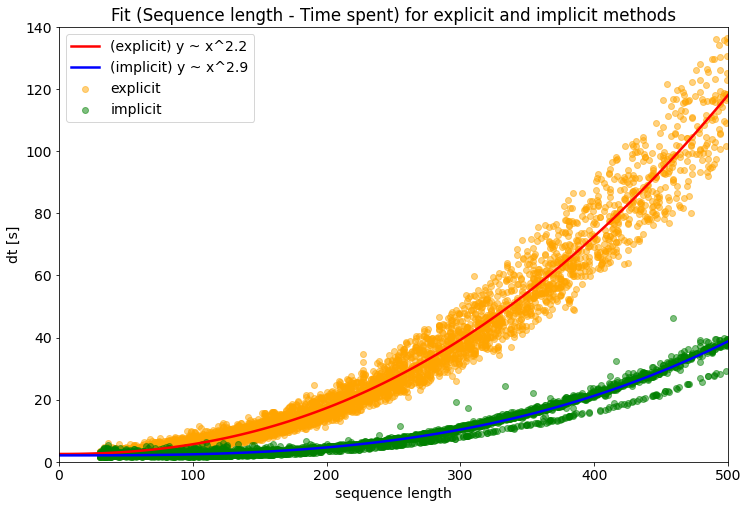 Fit (Sequence length - Time spent) for explicit and implicit methods
(explicit) y ~ x^2.2
(implicit) y ~ x^2.9
explicit
implicit
140
120
100
80
60
40
20
0
dt [s]
0 100 200 300 400 500
sequence length